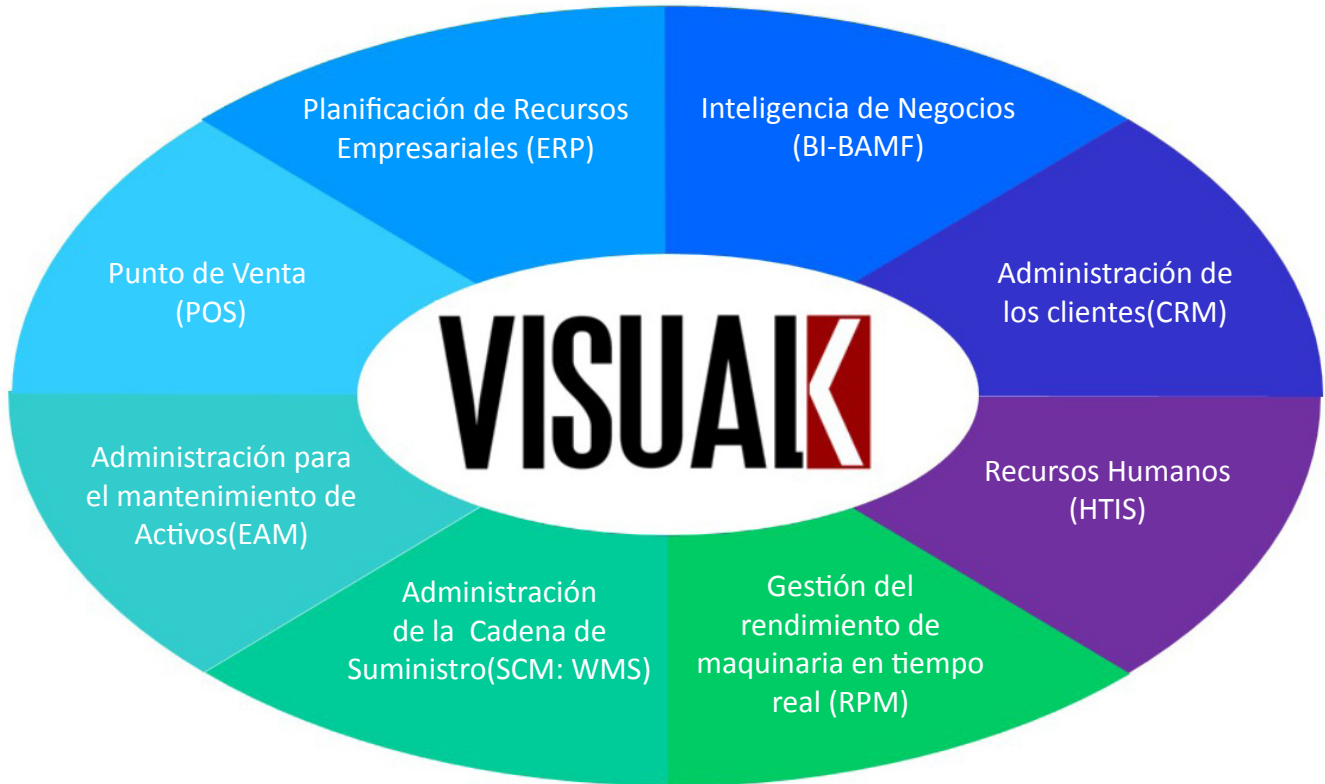 Planificación de Recursos
Empresariales (ERP)
Inteligencia de Negocios
(BI-BAMF)
Punto de Venta
(POS)
Administración de
los clientes(CRM)
VISUALK
Administración para
el mantenimiento de
Activos(EAM)
Recursos Humanos
(HTIS)
Administración
de la Cadena de
Suministro(SCM: WMS)
Gestión del
rendimiento de
maquinaria en tiempo
real (RPM)